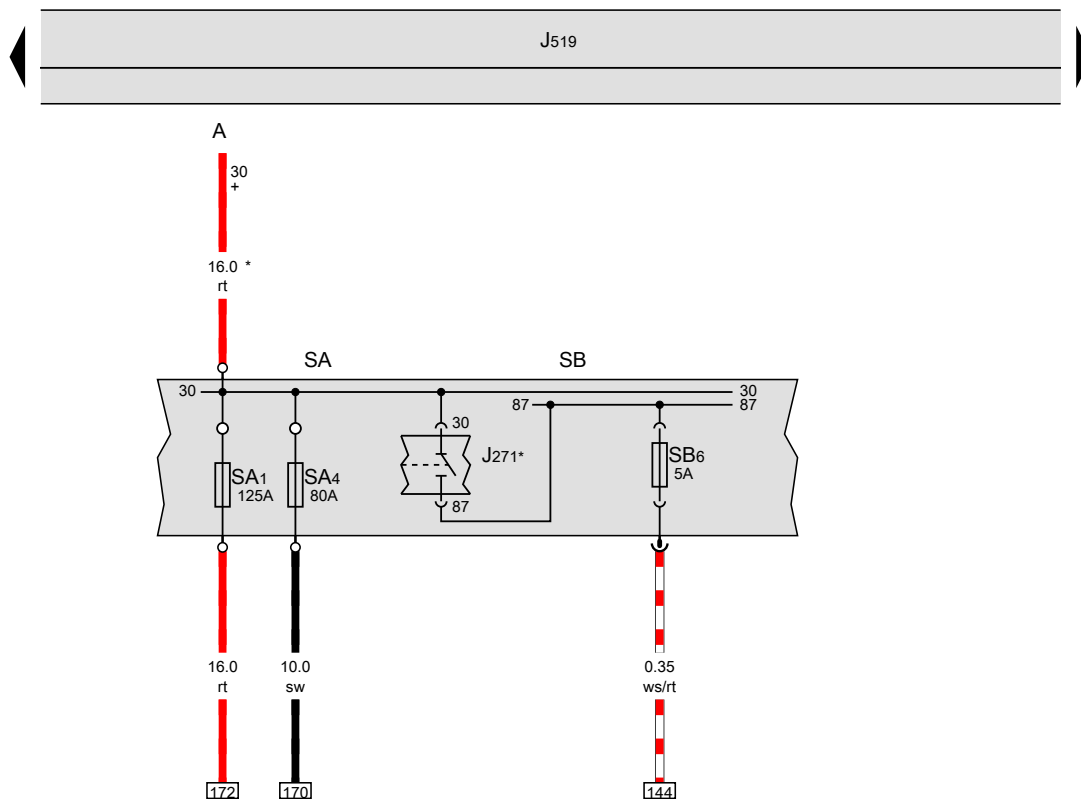 J519
A
30
+
16.0 *
rt
SA SB
30 30
87 87
30
J271*
87
SA1
125A
SA4
80A
SB6
5A
16.0
rt
10.0
sw
0.35
ws/rt
172 170 144